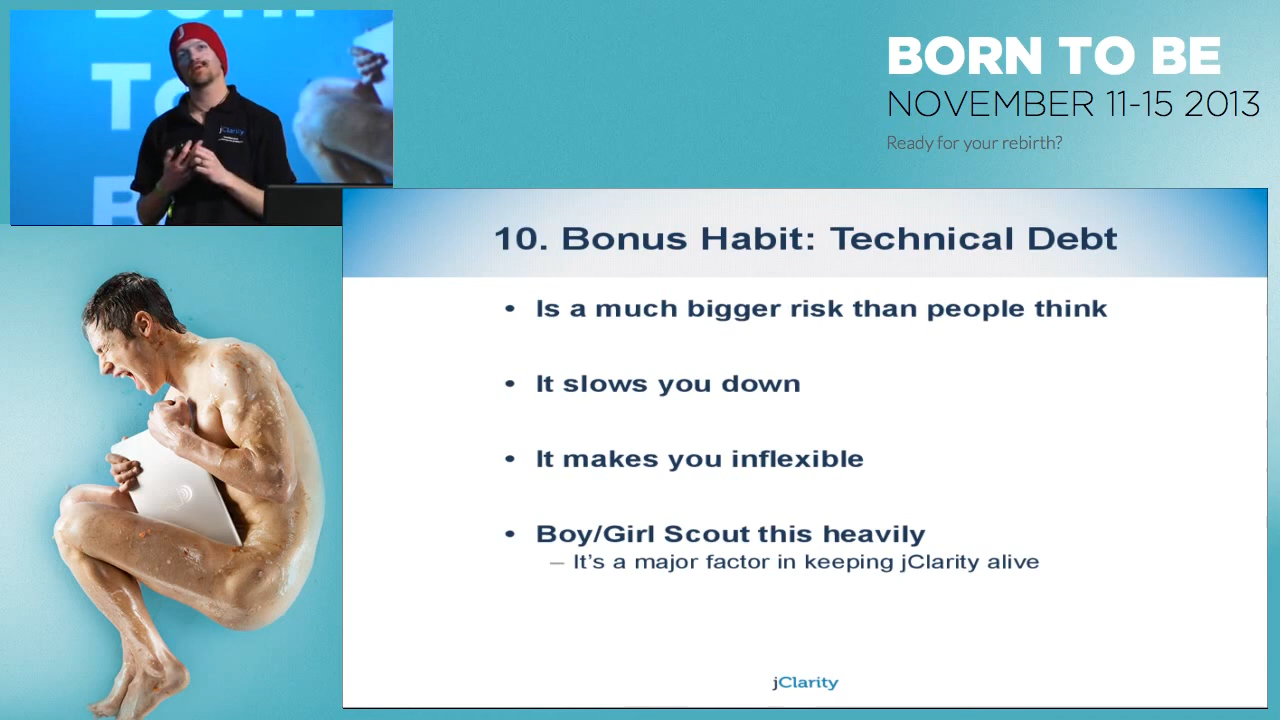 BORN TO BE
NOVEMBER 11-15 2013
Ready for your rebirth?
To
jClarity
10. Bonus Habit: Technical Debt
• Is a much bigger risk than people think
• It slows you down
• It makes you inflexible
• Boy/Girl Scout this heavily
– It's a major factor in keeping jClarity alive
jClarity